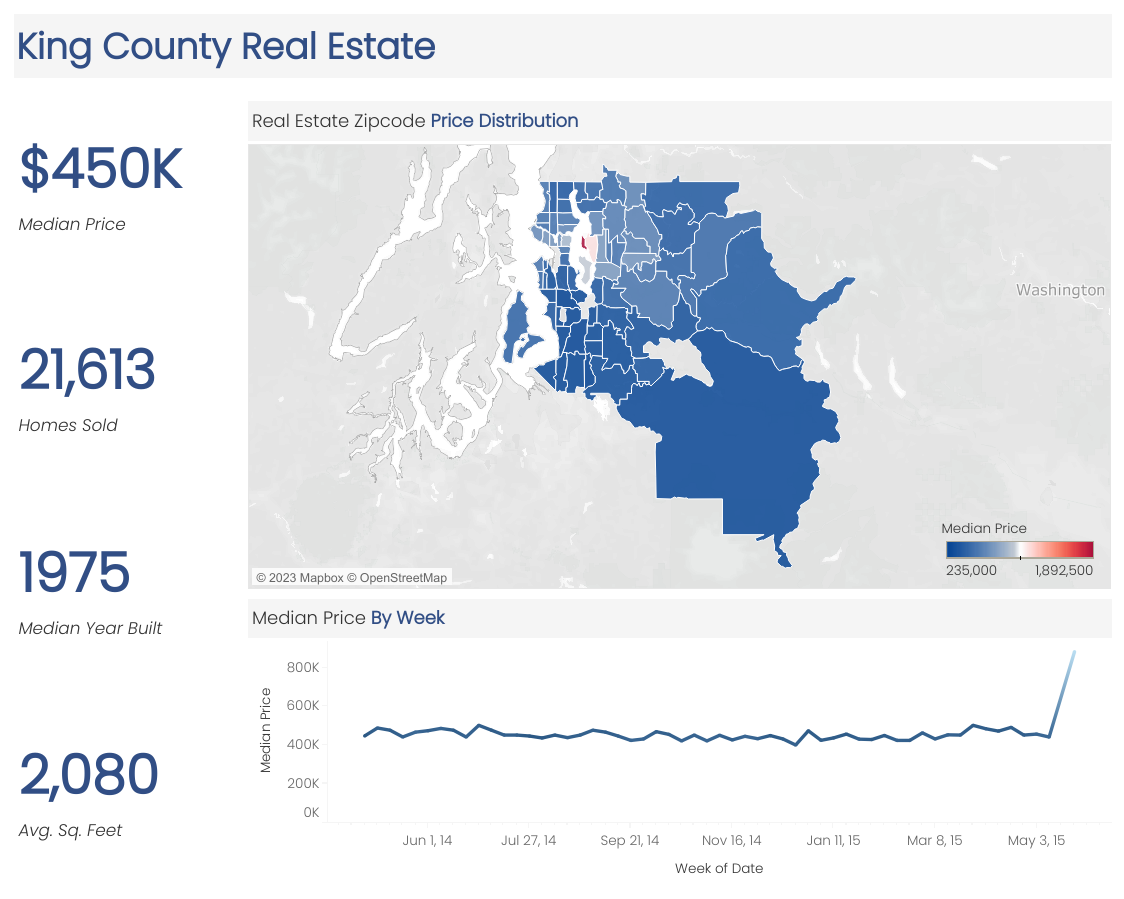 King County Real Estate
$450K
Median Price
21,613
Homes Sold
1975
Median Year Built
2,080
Avg. Sq. Feet
Real Estate Zipcode Price Distribution
Washington
Median Price
235,000 1,892,500
© 2023 Mapbox © OpenStreetMap
Median Price By Week
Median Price
800K
600K
400K
200K
0K
Jun 1, 14 Jul 27, 14 Sep 21, 14 Nov 16, 14 Jan 11, 15 Mar 8, 15 May 3, 15
Week of Date